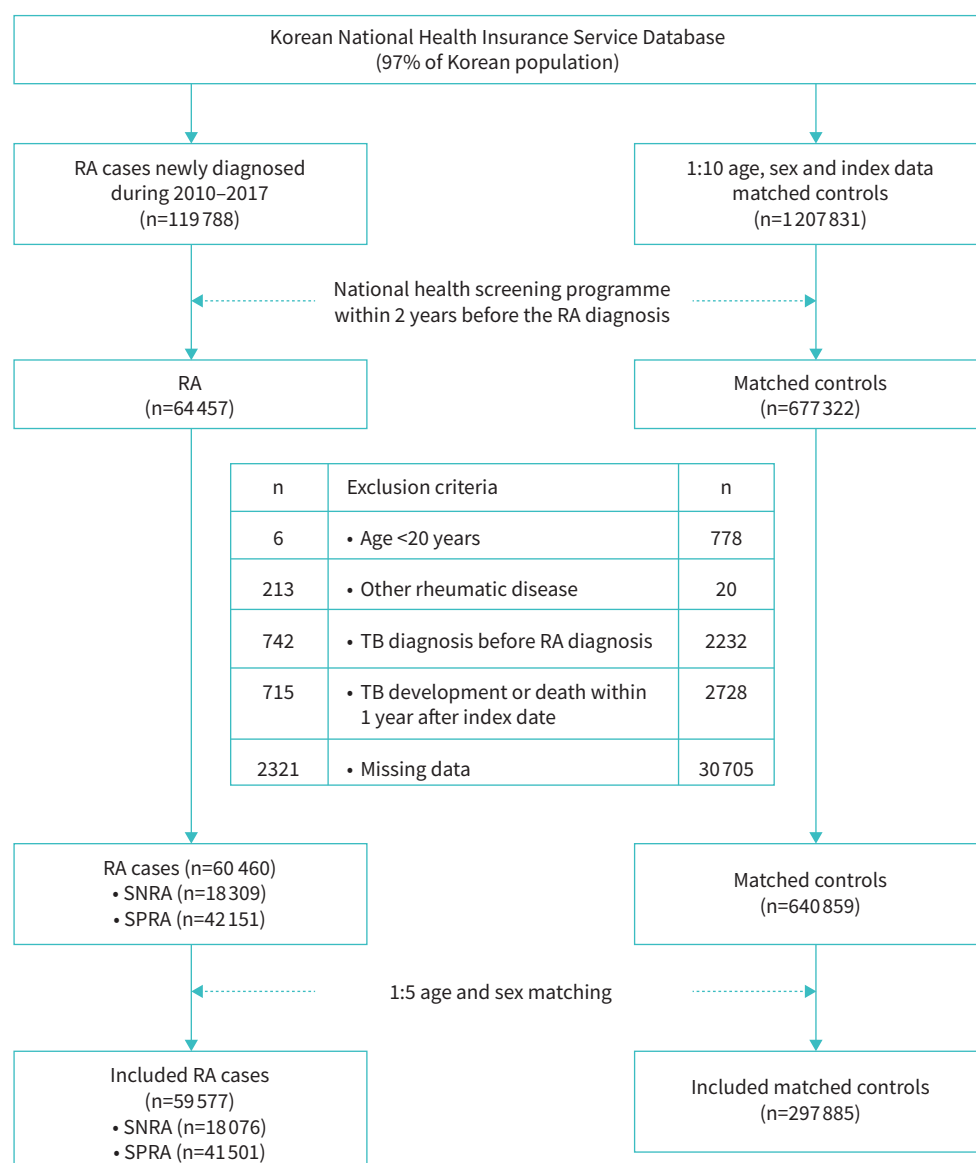 Korean National Health Insurance Service Database
(97% of Korean population)
RA cases newly diagnosed
during 2010–2017
(n=119 788)
1:10 age, sex and index data
matched controls
(n=1 207 831)
National health screening programme
within 2 years before the RA diagnosis
RA
(n=64 457)
Matched controls
(n=677 322)
n Exclusion criteria n
6 • Age <20 years 778
213 • Other rheumatic disease 20
742 • TB diagnosis before RA diagnosis 2232
715 • TB development or death within 2728
1 year after index date
2321 • Missing data 30 705
RA cases (n=60 460)
• SNRA (n=18 309)
• SPRA (n=42 151)
Matched controls
(n=640 859)
1:5 age and sex matching
Included RA cases
(n=59 577)
• SNRA (n=18 076)
• SPRA (n=41 501)
Included matched controls
(n=297 885)